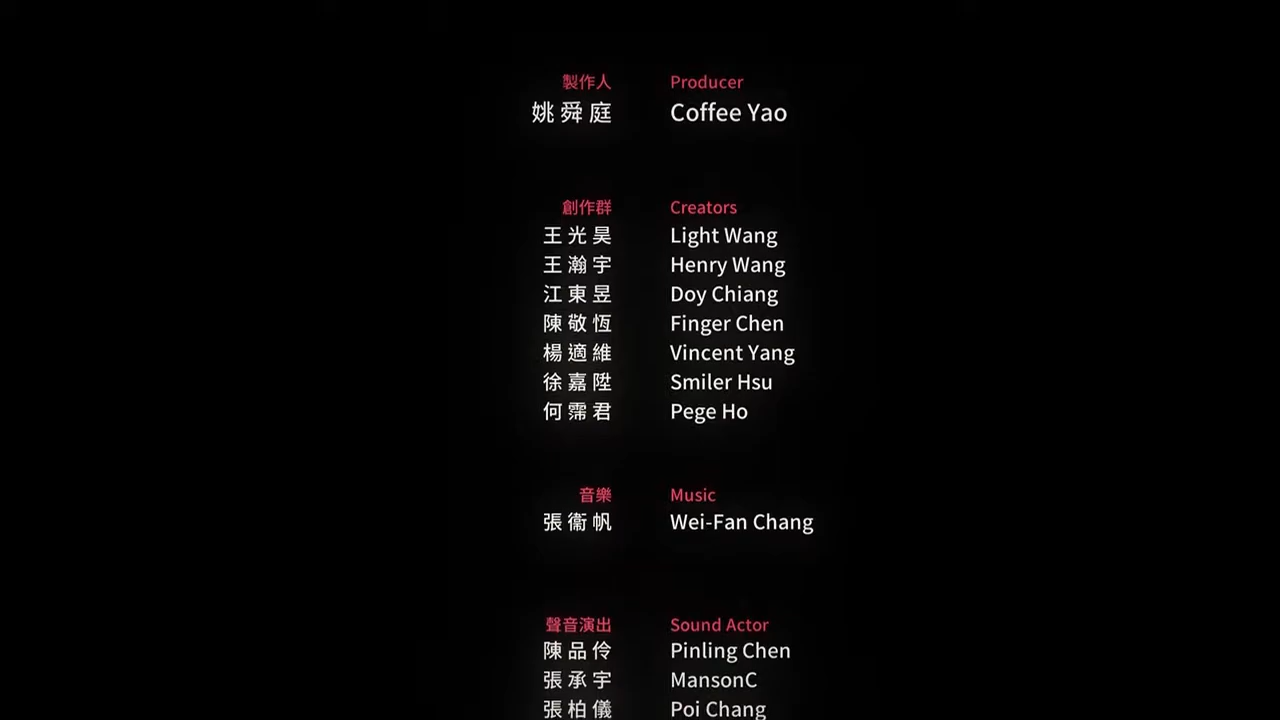 製作人 Producer
姚舜庭 Coffee Yao
創作群 Creators
王光昊 Light Wang
王瀚宇 Henry Wang
江東昱 Doy Chiang
陳敬恆 Finger Chen
楊適維 Vincent Yang
徐嘉陞 Smiler Hsu
何霈君 Pege Ho
音樂 Music
張衞帆 Wei-Fan Chang
聲音演出 Sound Actor
陳品伶 Pinling Chen
張承宇 MansonC
張柏儀 Poi Chang